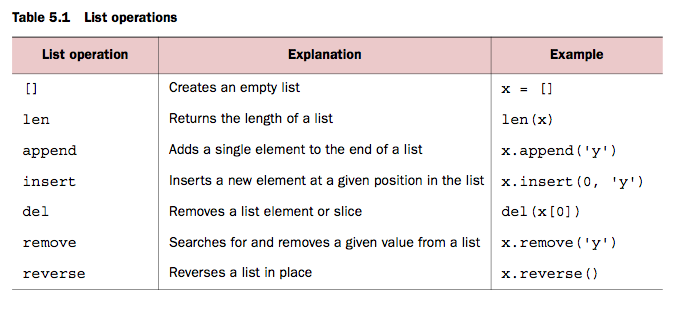 Table 5.1 List operations
List operation Explanation Example
[] Creates an empty list x = []
len Returns the length of a list len(x)
append Adds a single element to the end of a list x.append('y')
insert Inserts a new element at a given position in the list x.insert(0, 'y')
del Removes a list element or slice del(x[0])
remove Searches for and removes a given value from a list x.remove('y')
reverse Reverses a list in place x.reverse()